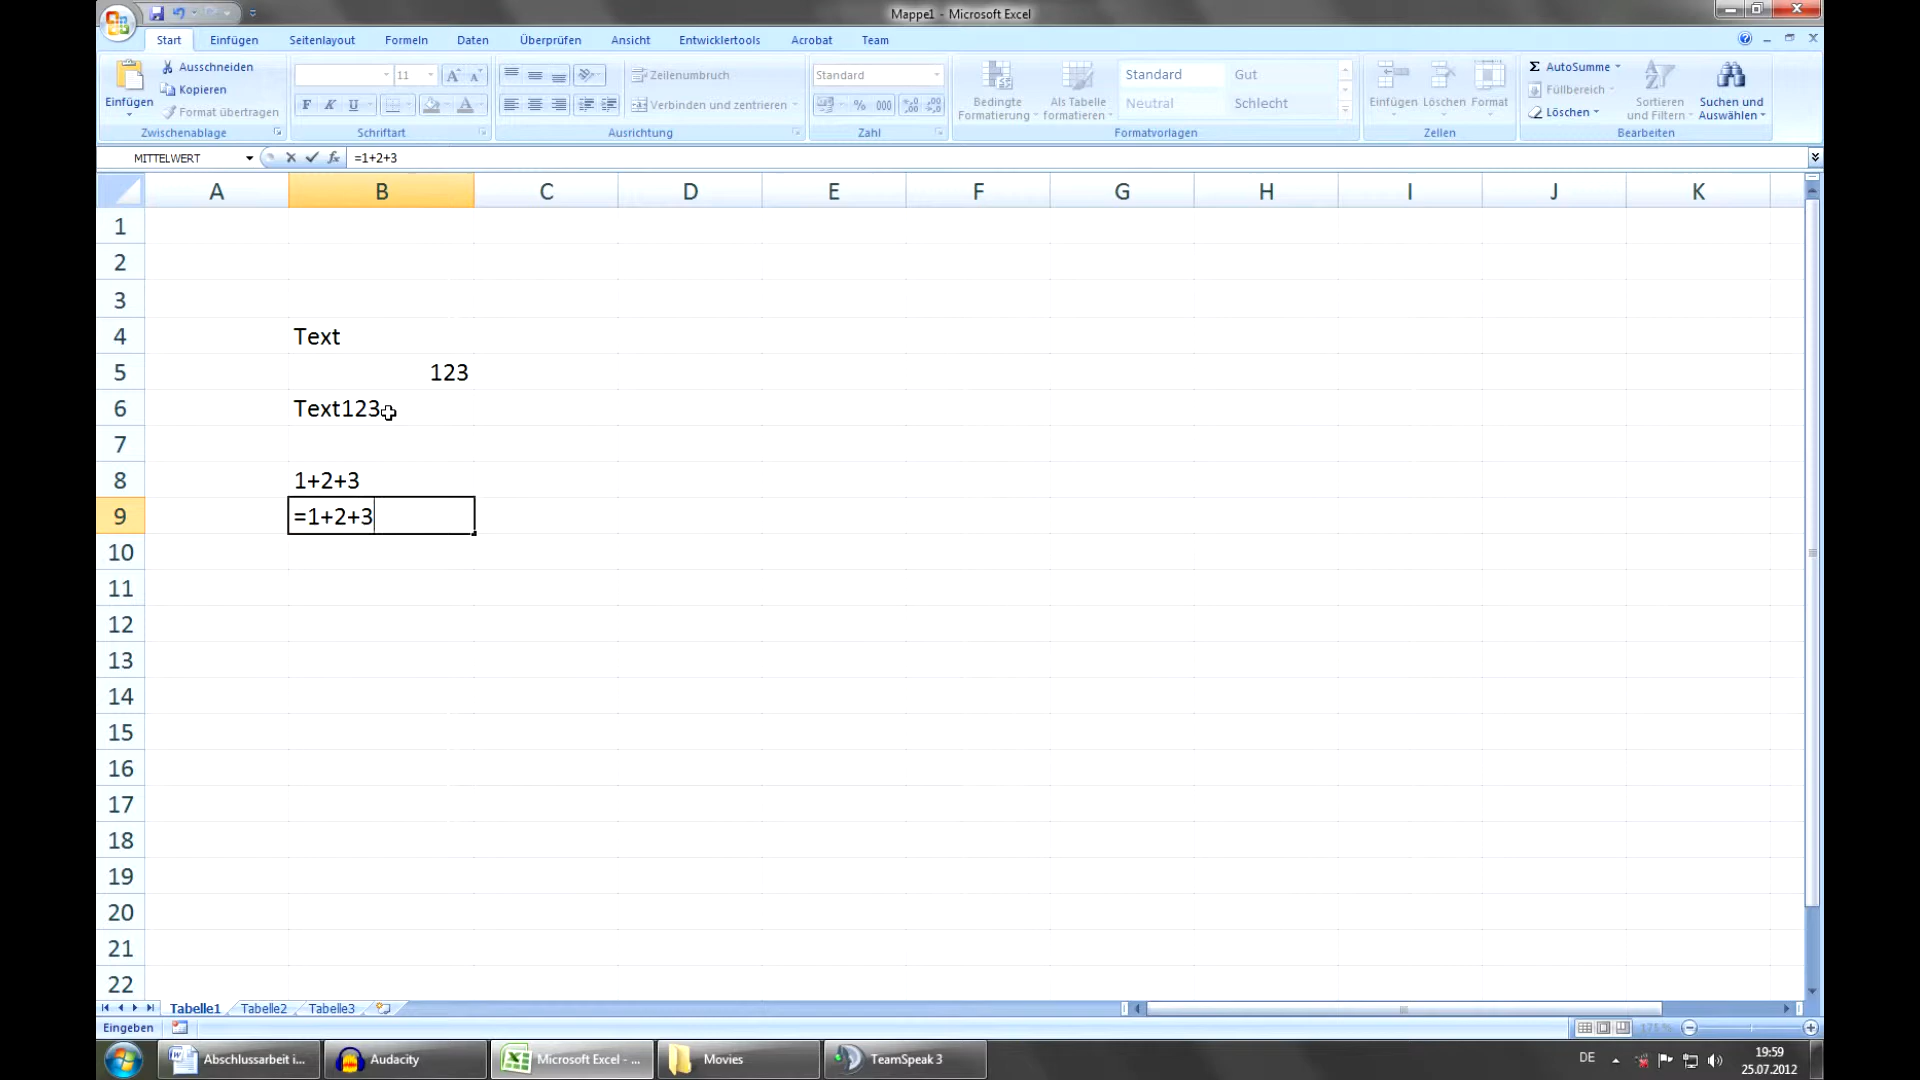 Mappe1 - Microsoft Excel
Start Einfügen Seitenlayout Formeln Daten Überprüfen Ansicht Entwicklertools Acrobat Team
Einfügen
Ausschneiden
Kopieren
Format übertragen
Zwischenablage
11
F K U
Schriftart
Zeilenumbruch
Verbinden und zentrieren
Ausrichtung
Standard
% 000
Zahl
Bedingte Formatierung
Als Tabelle formatieren
Standard Gut
Neutral Schlecht
Formatvorlagen
Einfügen Löschen Format
Zellen
Σ AutoSumme
Füllbereich
Löschen
Sortieren und Filtern
Suchen und Auswählen
Bearbeiten
MITTELWERT fx =1+2+3
A B C D E F G H I J K
1
2
3
4 Text
5 123
6 Text123
7
8 1+2+3
9 =1+2+3
10
11
12
13
14
15
16
17
18
19
20
21
22
Tabelle1 Tabelle2 Tabelle3
Eingeben 175 %
Abschlussarbeit i... Audacity Microsoft Excel - ... Movies TeamSpeak 3 DE 19:59
25.07.2012